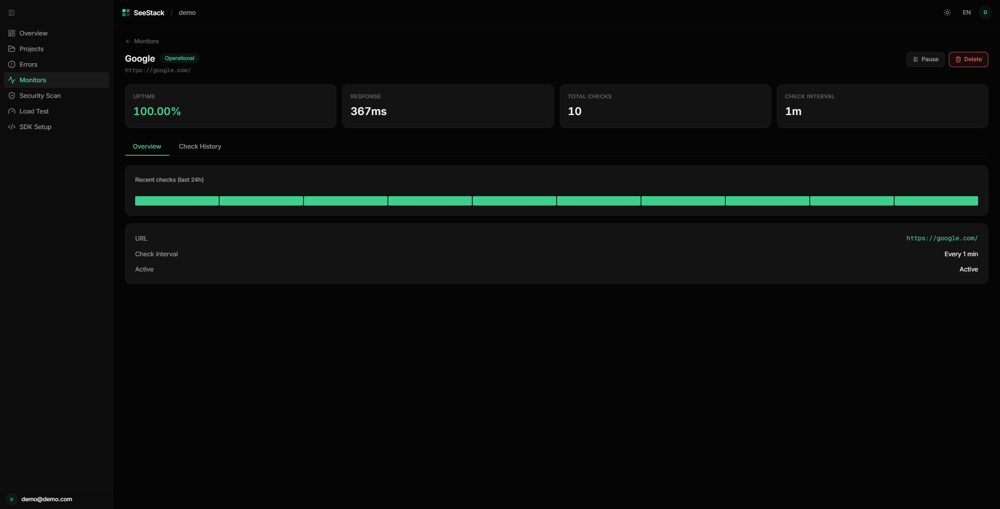 SeeStack / demo
EN
D
Overview
Projects
Errors
Monitors
Security Scan
Load Test
SDK Setup
Monitors
Google
Operational
https://google.com/
Pause
Delete
UPTIME
100.00%
RESPONSE
367ms
TOTAL CHECKS
10
CHECK INTERVAL
1m
Overview
Check History
Recent checks (last 24h)
URL
https://google.com/
Check interval
Every 1 min
Active
Active
D
demo@demo.com